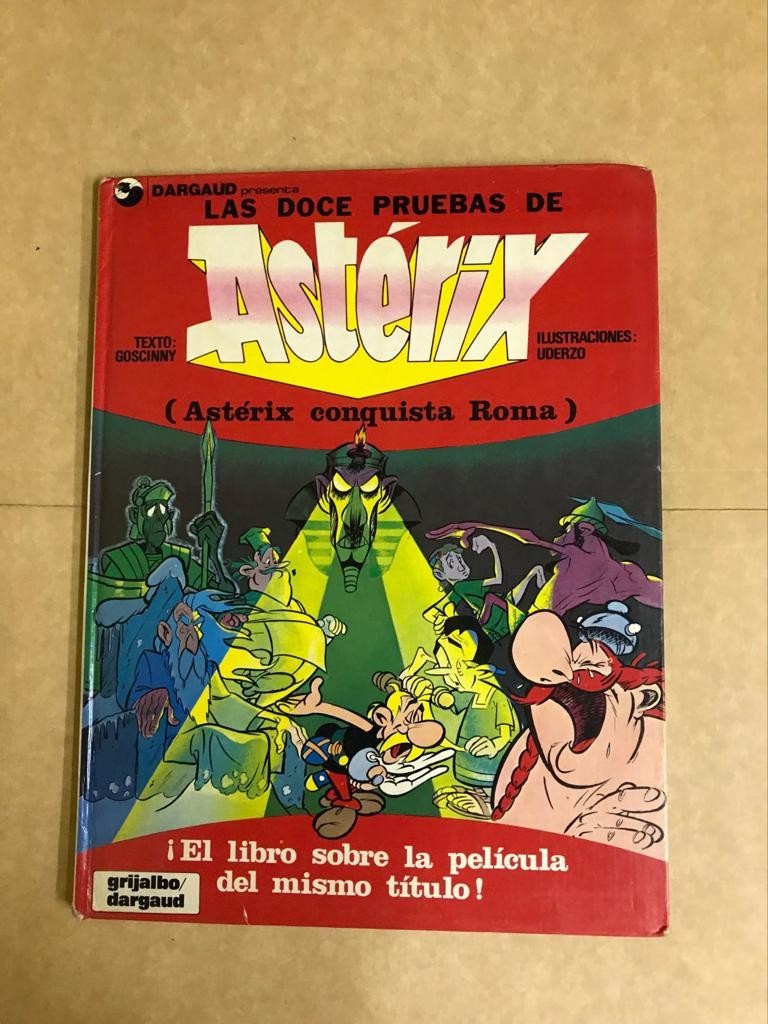 DARGAUD presenta
LAS DOCE PRUEBAS DE
Astérix
TEXTO:
GOSCINNY
ILUSTRACIONES:
UDERZO
(Astérix conquista Roma)
¡El libro sobre la película
del mismo título!
grijalbo/
dargaud